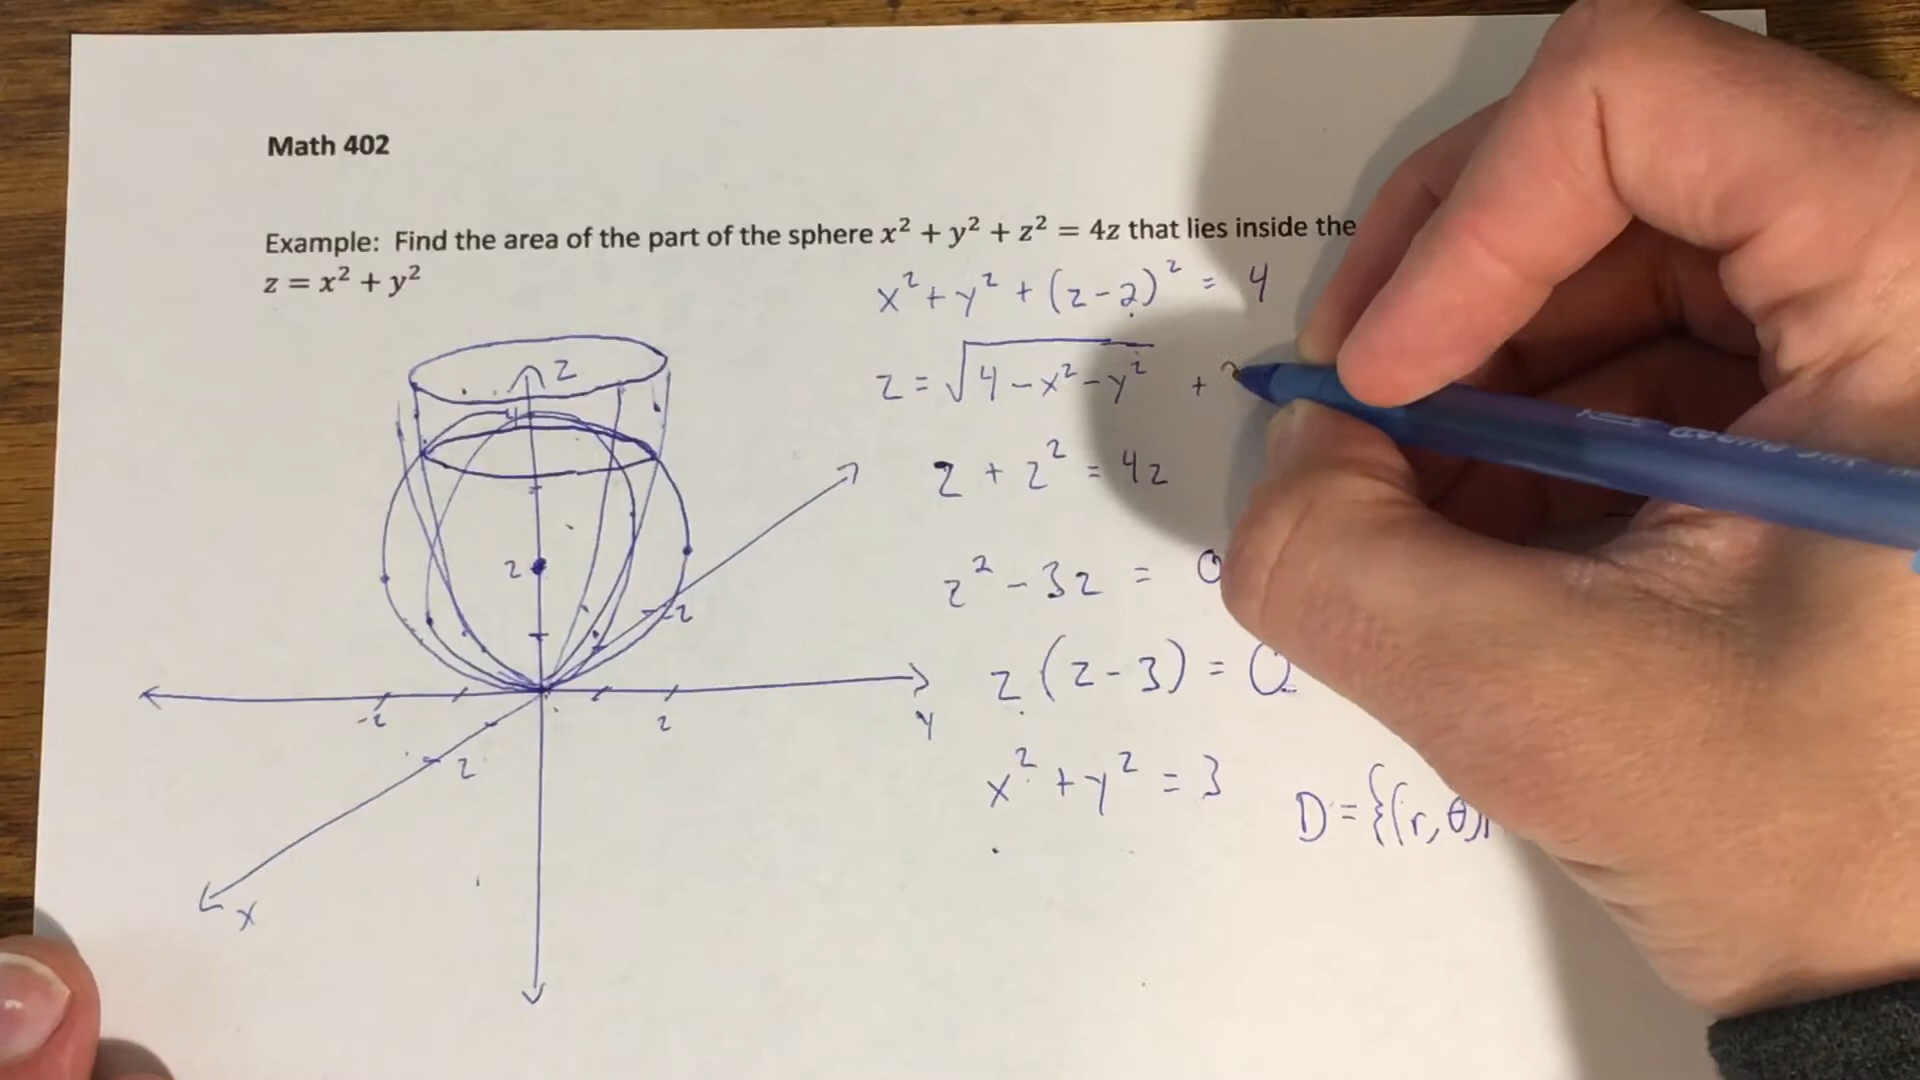 Math 402
Example: Find the area of the part of the sphere x² + y² + z² = 4z that lies inside the
z = x² + y²
x² + y² + (z - 2)² = 4
z = √(4 - x² - y²) + 2
z + z² = 4z
z² - 3z = 0
z(z - 3) = 0
x² + y² = 3
D = {(r, θ)|
z
4
2
2
-2
2
y
2
x